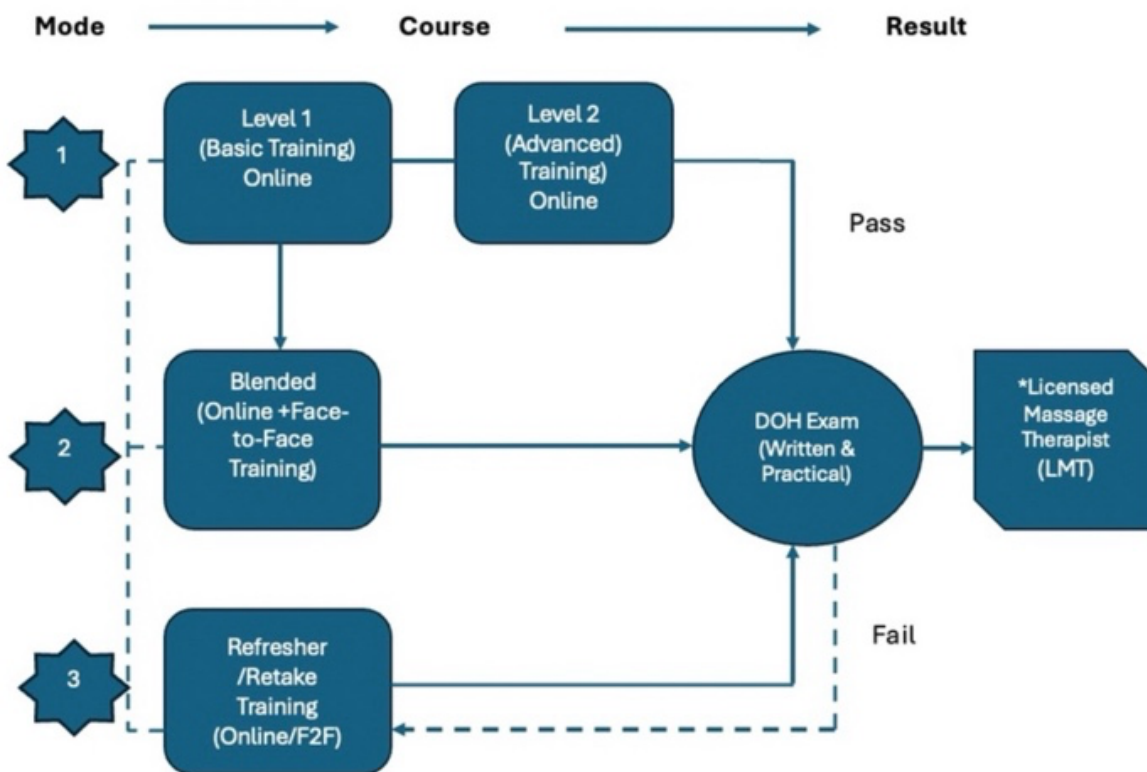 Mode
Course
Result
1
Level 1
(Basic Training)
Online
Level 2
(Advanced)
Training)
Online
Pass
2
Blended
(Online +Face-
to-Face
Training)
DOH Exam
(Written &
Practical)
*Licensed
Massage
Therapist
(LMT)
3
Refresher
/Retake
Training
(Online/F2F)
Fail